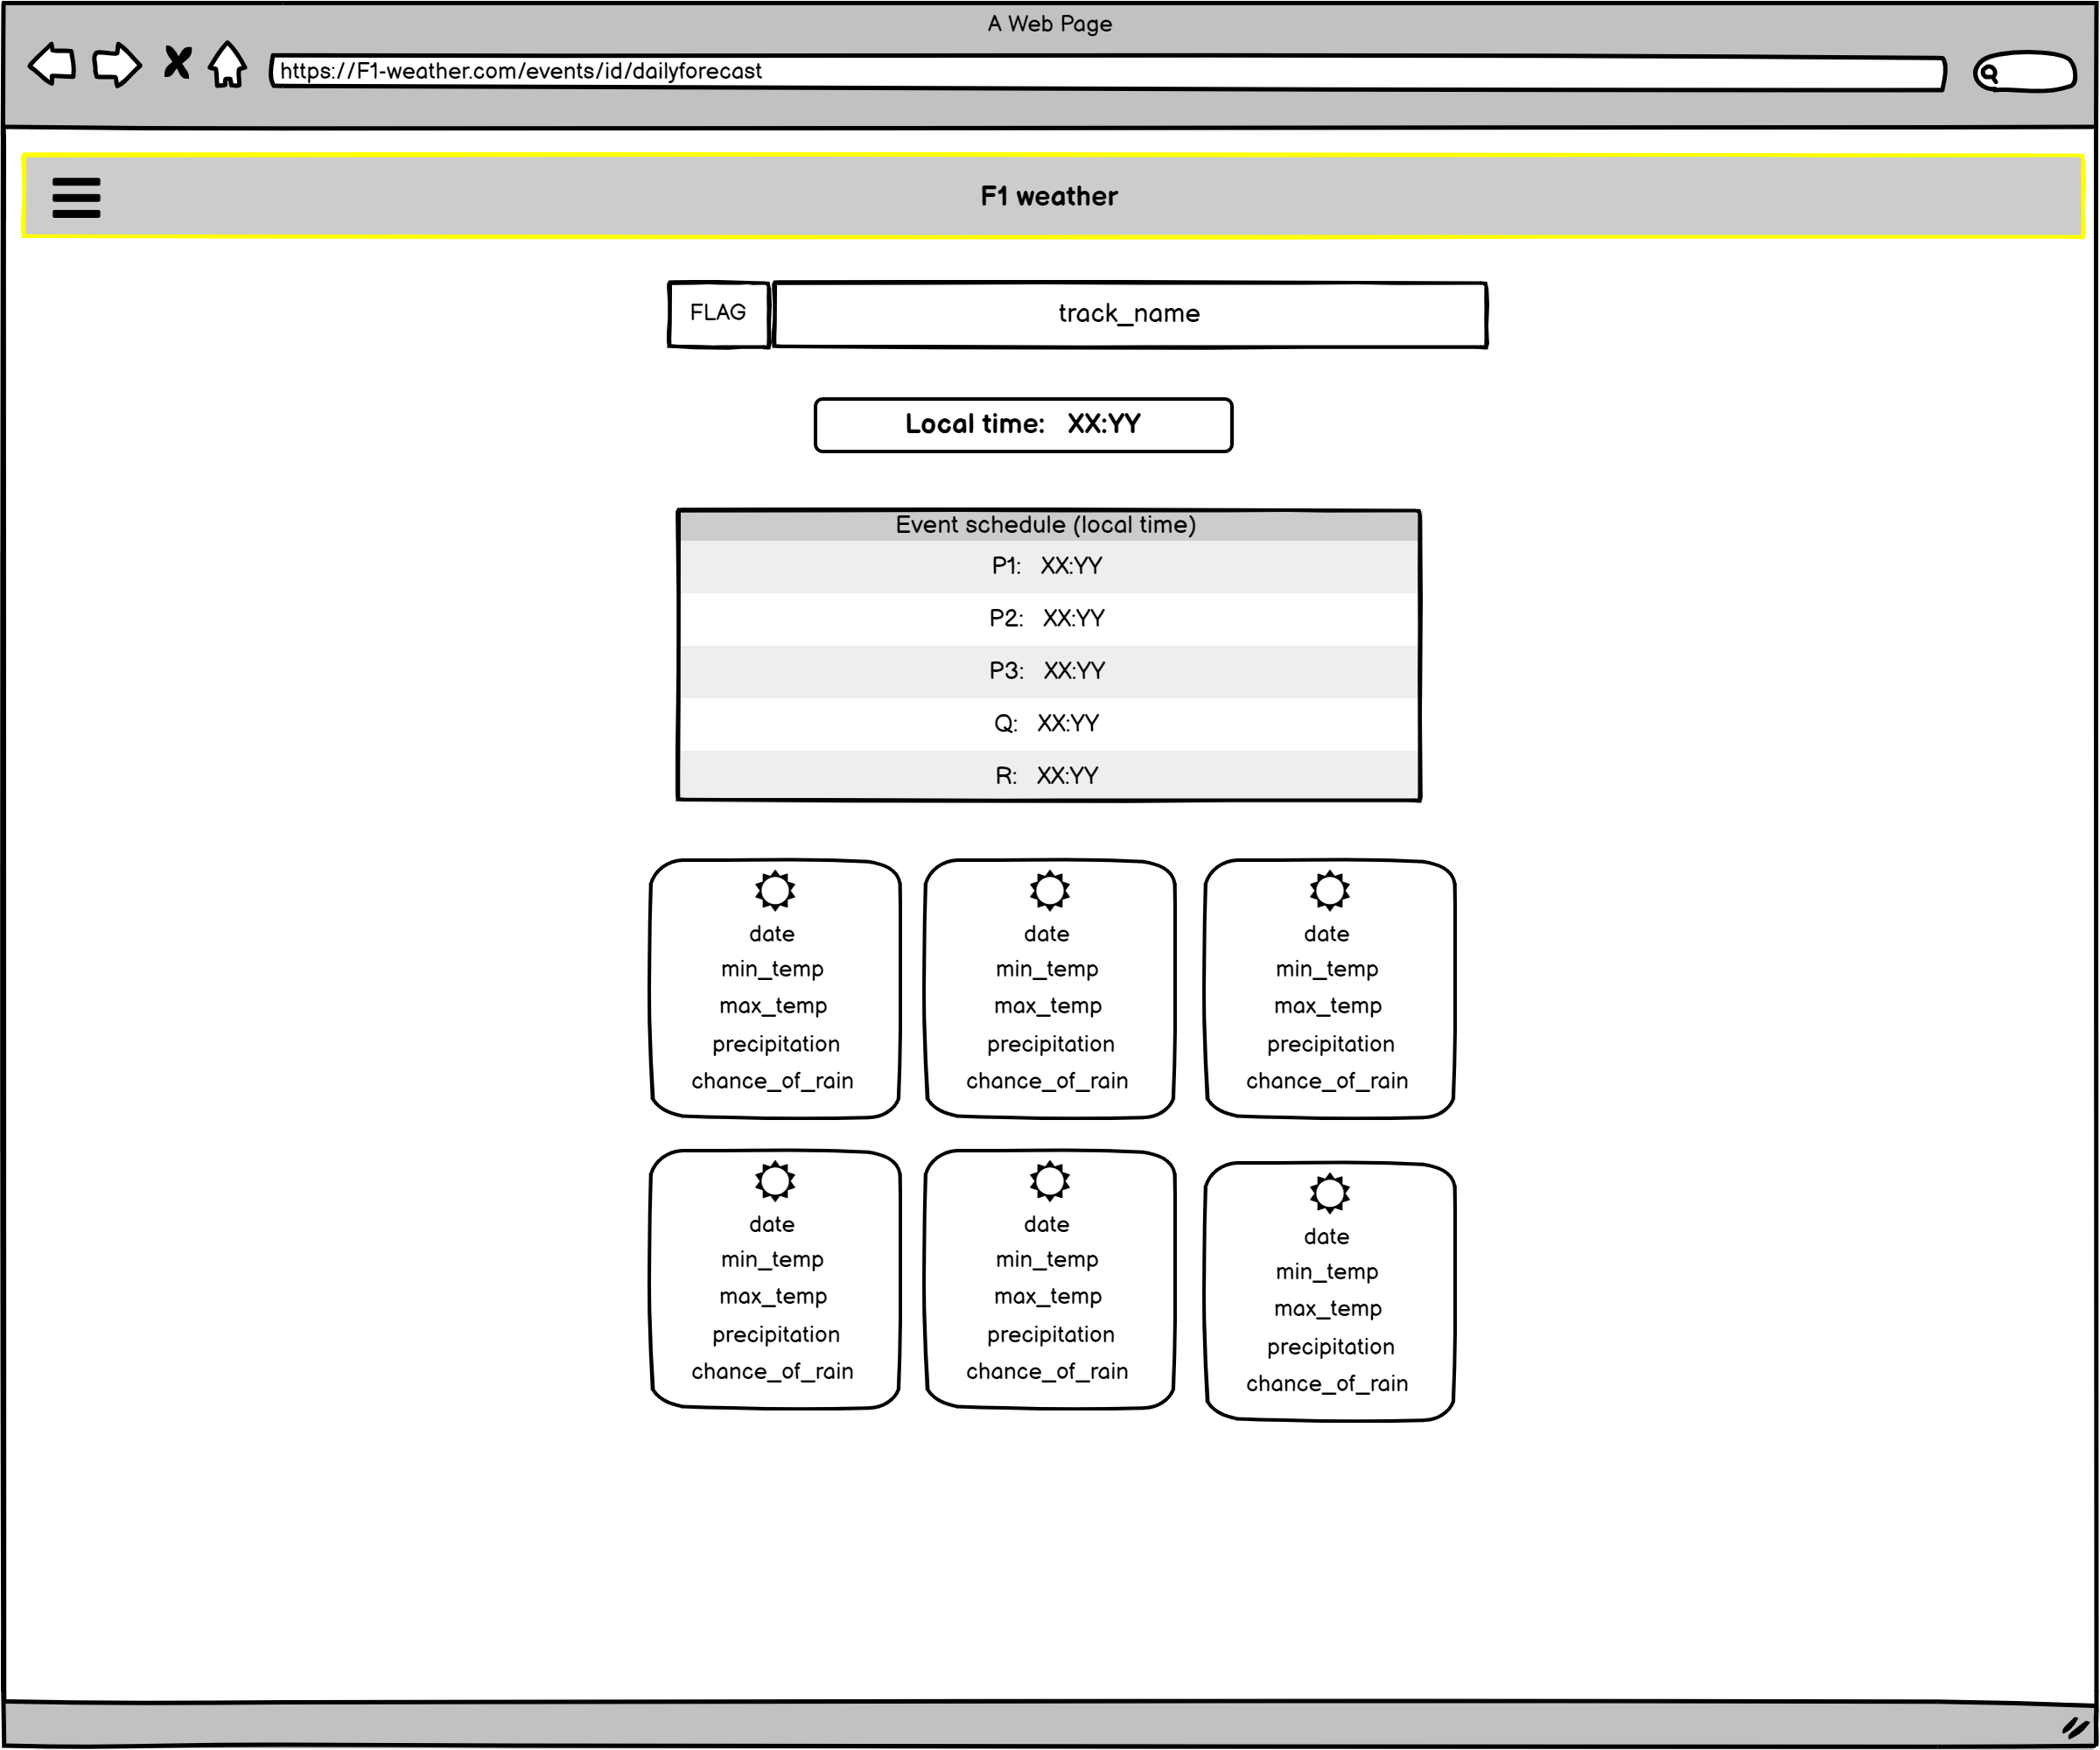 A Web Page
https://F1-weather.com/events/id/dailyforecast
F1 weather
FLAG
track_name
Local time: XX:YY
Event schedule (local time)
P1: XX:YY
P2: XX:YY
P3: XX:YY
Q: XX:YY
R: XX:YY
date
min_temp
max_temp
precipitation
chance_of_rain
date
min_temp
max_temp
precipitation
chance_of_rain
date
min_temp
max_temp
precipitation
chance_of_rain
date
min_temp
max_temp
precipitation
chance_of_rain
date
min_temp
max_temp
precipitation
chance_of_rain
date
min_temp
max_temp
precipitation
chance_of_rain